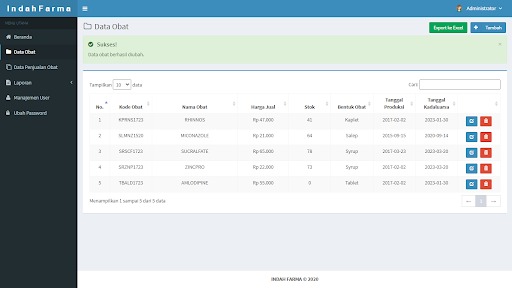 IndahFarma
Administrator
MENU UTAMA
Beranda
Data Obat
Data Penjualan Obat
Laporan
Manajemen User
Ubah Password
Data Obat
Export ke Excel
+ Tambah
Sukses!
Data obat berhasil diubah.
Tampilkan 10 data
Cari:
No. Kode Obat Nama Obat Harga Jual Stok Bentuk Obat Tanggal Produksi Tanggal Kadaluarsa
1 KPRNS1723 RHINNOS Rp 47.000 41 Kaplet 2017-02-02 2023-01-30
2 SLMNZ1520 MICONAZOLE Rp 21.000 64 Salep 2015-09-15 2020-09-14
3 SRSCF1723 SUCRALFATE Rp 65.000 78 Syrup 2017-03-23 2023-03-20
4 SRZNP1723 ZINCPRO Rp 22.000 73 Syrup 2017-02-02 2023-03-20
5 TBALD1723 AMLODIPINE Rp 55.000 0 Tablet 2017-02-02 2023-01-30
Menampilkan 1 sampai 5 dari 5 data
1
INDAH FARMA © 2020